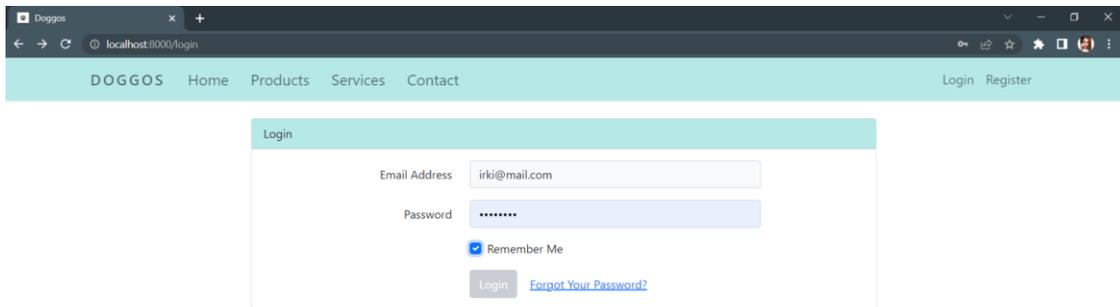 Doggos
localhost:8000/login
DOGGOS Home Products Services Contact Login Register
Login
Email Address irki@mail.com
Password ••••••••
Remember Me
Login Forgot Your Password?